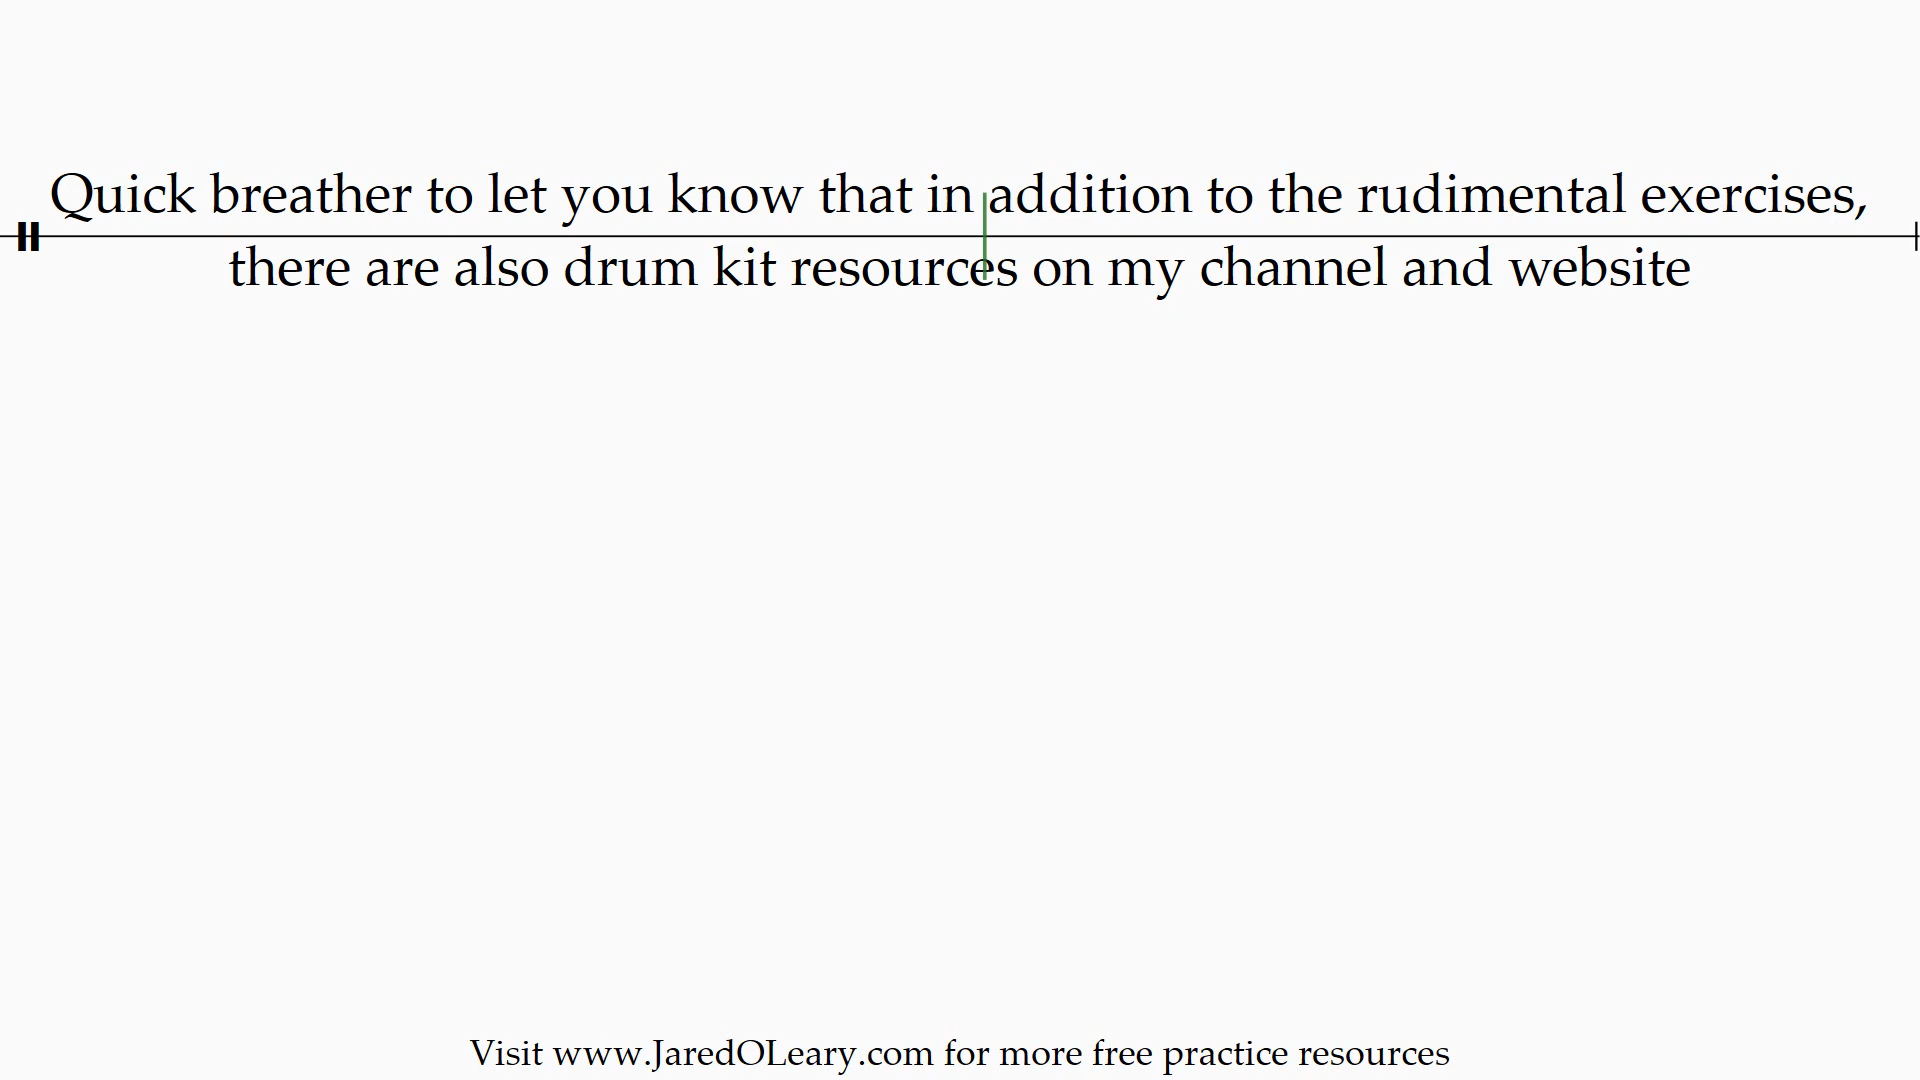 Quick breather to let you know that in addition to the rudimental exercises,
there are also drum kit resources on my channel and website
Visit www.JaredOLeary.com for more free practice resources